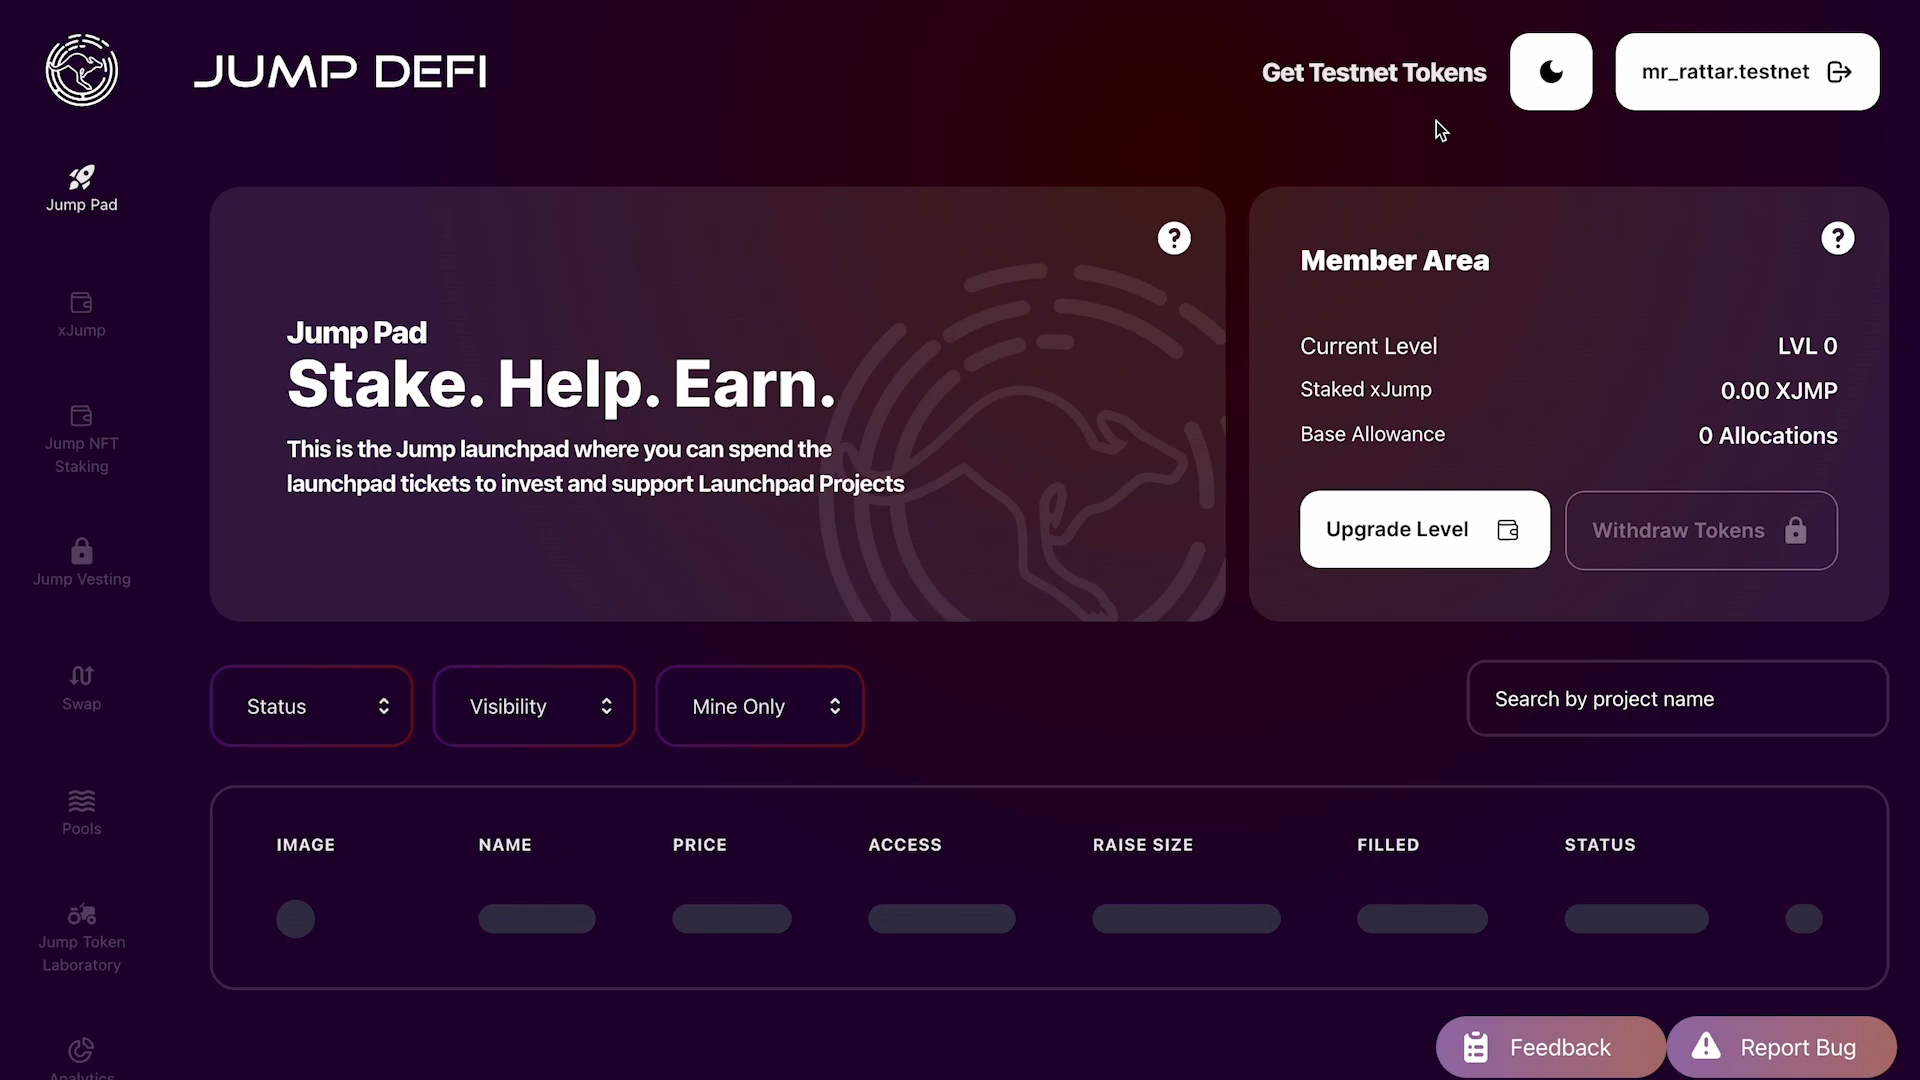 JUMP DEFI
Get Testnet Tokens
mr_rattar.testnet
Jump Pad
xJump
Jump NFT
Staking
Jump Vesting
Swap
Pools
Jump Token
Laboratory
Analytics
?
Jump Pad
Stake. Help. Earn.
This is the Jump launchpad where you can spend the
launchpad tickets to invest and support Launchpad Projects
?
Member Area
Current Level LVL 0
Staked xJump 0.00 XJMP
Base Allowance 0 Allocations
Upgrade Level
Withdraw Tokens
Status
Visibility
Mine Only
Search by project name
IMAGE NAME PRICE ACCESS RAISE SIZE FILLED STATUS
Feedback
Report Bug